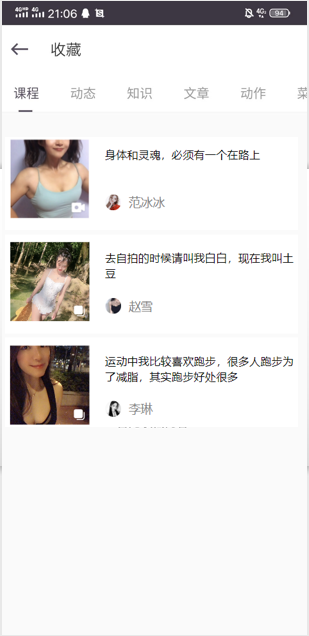 4GHD 4G 21:06 4G 94
收藏
课程 动态 知识 文章 动作 菜
身体和灵魂，必须有一个在路上
范冰冰
去自拍的时候请叫我白白，现在我叫土
豆
赵雪
运动中我比较喜欢跑步，很多人跑步为
了减脂，其实跑步好处很多
李琳